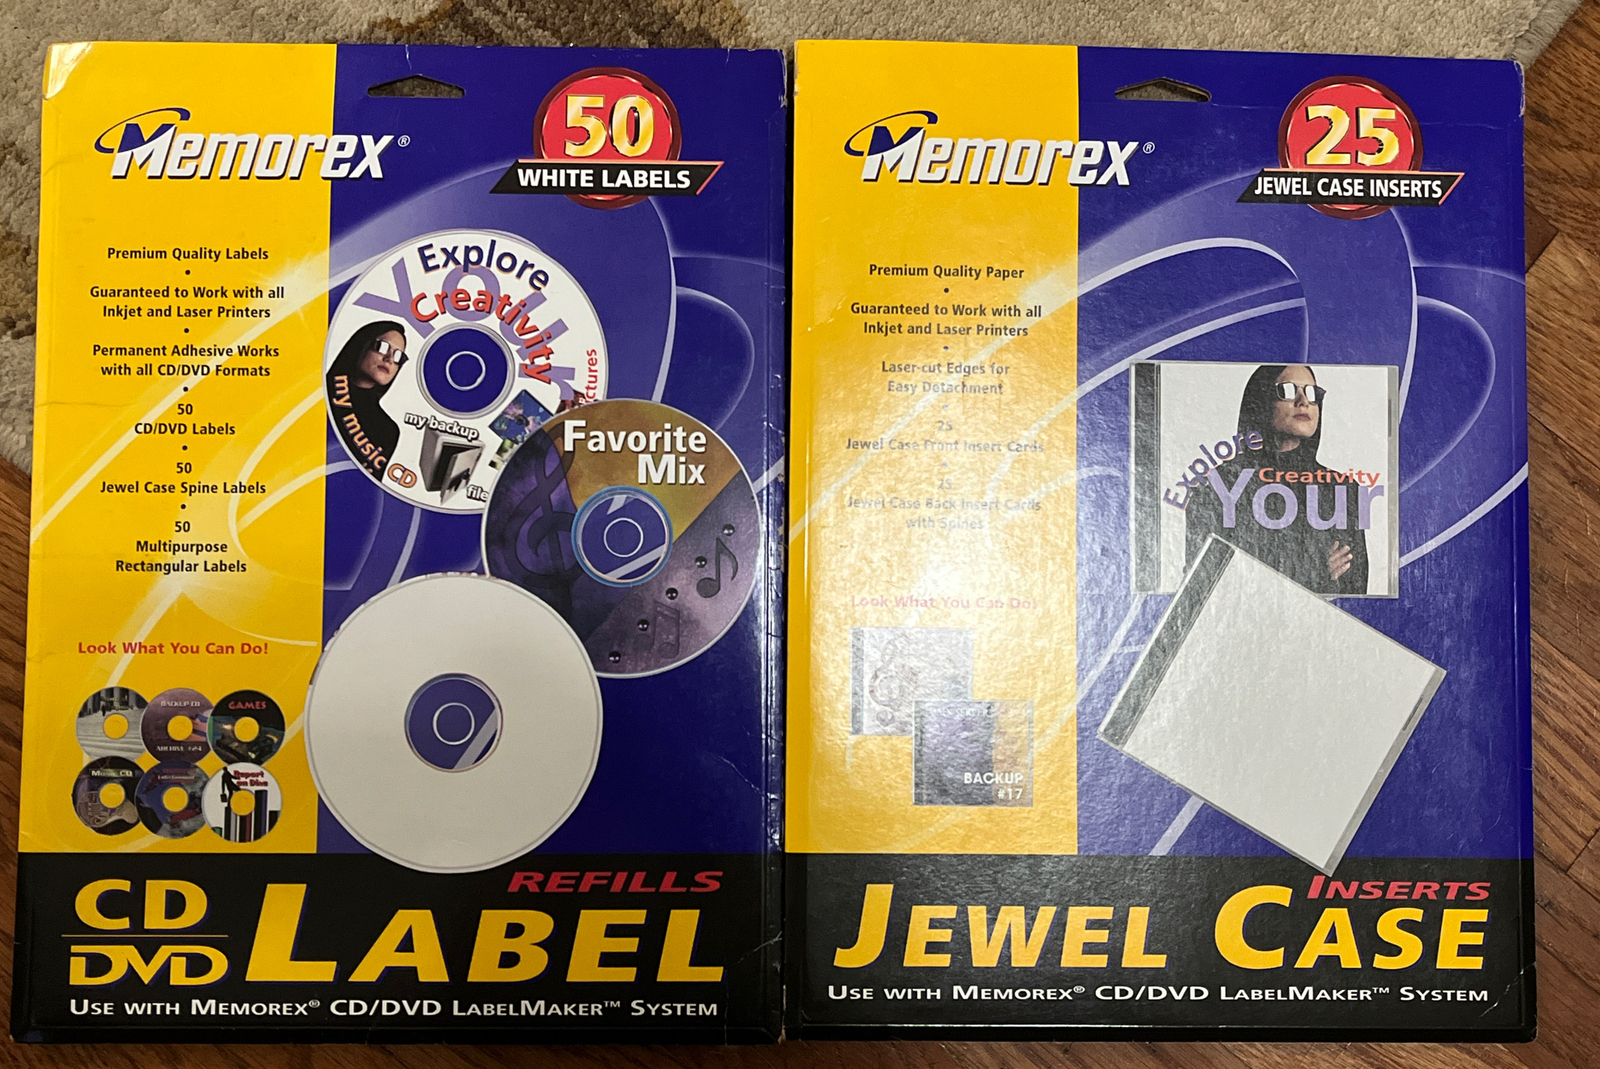 Memorex®
50
WHITE LABELS
Premium Quality Labels
•
Guaranteed to Work with all
Inkjet and Laser Printers
•
Permanent Adhesive Works
with all CD/DVD Formats
•
50
CD/DVD Labels
•
50
Jewel Case Spine Labels
•
50
Multipurpose
Rectangular Labels
Look What You Can Do!
Explore
Your
Creativity
my music CD
my backup
file
ctures
Favorite
Mix
BACKUP CD
GAMES
Music CD
REFILLS
CD
DVD LABEL
USE WITH MEMOREX® CD/DVD LABELMAKER™ SYSTEM
Memorex®
25
JEWEL CASE INSERTS
Premium Quality Paper
•
Guaranteed to Work with all
Inkjet and Laser Printers
•
Laser-cut Edges for
Easy Detachment
•
25
Jewel Case Front Insert Cards
•
25
Jewel Case Back Insert Cards
with Spines
Look What You Can Do!
BACKUP
#17
Explore
Creativity
Your
INSERTS
JEWEL CASE
USE WITH MEMOREX® CD/DVD LABELMAKER™ SYSTEM